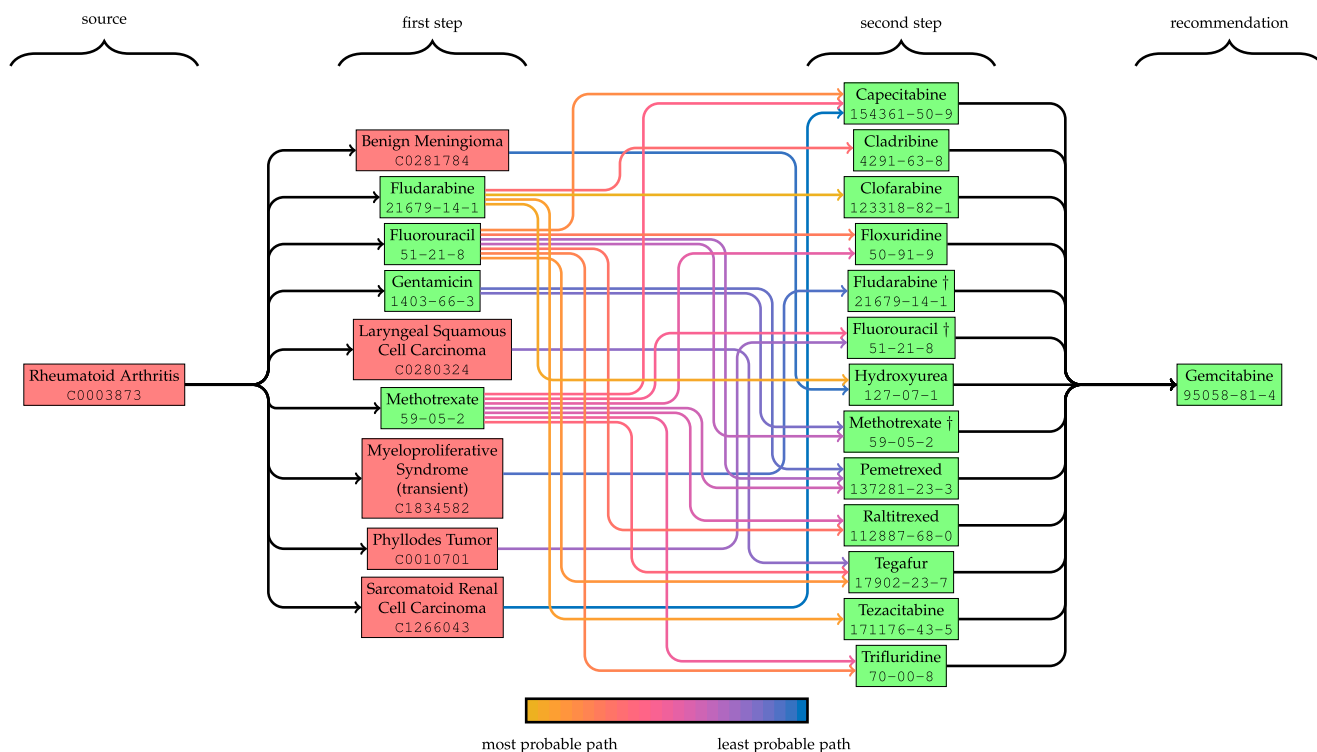 source
first step
second step
recommendation
Rheumatoid Arthritis
C0003873
Benign Meningioma
C0281784
Fludarabine
21679-14-1
Fluorouracil
51-21-8
Gentamicin
1403-66-3
Laryngeal Squamous
Cell Carcinoma
C0280324
Methotrexate
59-05-2
Myeloproliferative
Syndrome
(transient)
C1834582
Phyllodes Tumor
C0010701
Sarcomatoid Renal
Cell Carcinoma
C1266043
Capecitabine
154361-50-9
Cladribine
4291-63-8
Clofarabine
123318-82-1
Floxuridine
50-91-9
Fludarabine †
21679-14-1
Fluorouracil †
51-21-8
Hydroxyurea
127-07-1
Methotrexate †
59-05-2
Pemetrexed
137281-23-3
Raltitrexed
112887-68-0
Tegafur
17902-23-7
Tezacitabine
171176-43-5
Trifluridine
70-00-8
Gemcitabine
95058-81-4
most probable path
least probable path